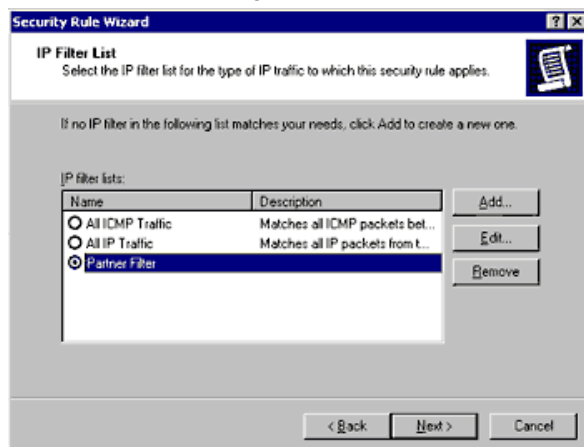 Security Rule Wizard
IP Filter List
Select the IP filter list for the type of IP traffic to which this security rule applies.
If no IP filter in the following list matches your needs, click Add to create a new one.
IP filter lists:
Name Description
All ICMP Traffic Matches all ICMP packets bet...
All IP Traffic Matches all IP packets from t...
Partner Filter
Add...
Edit...
Remove
< Back Next > Cancel